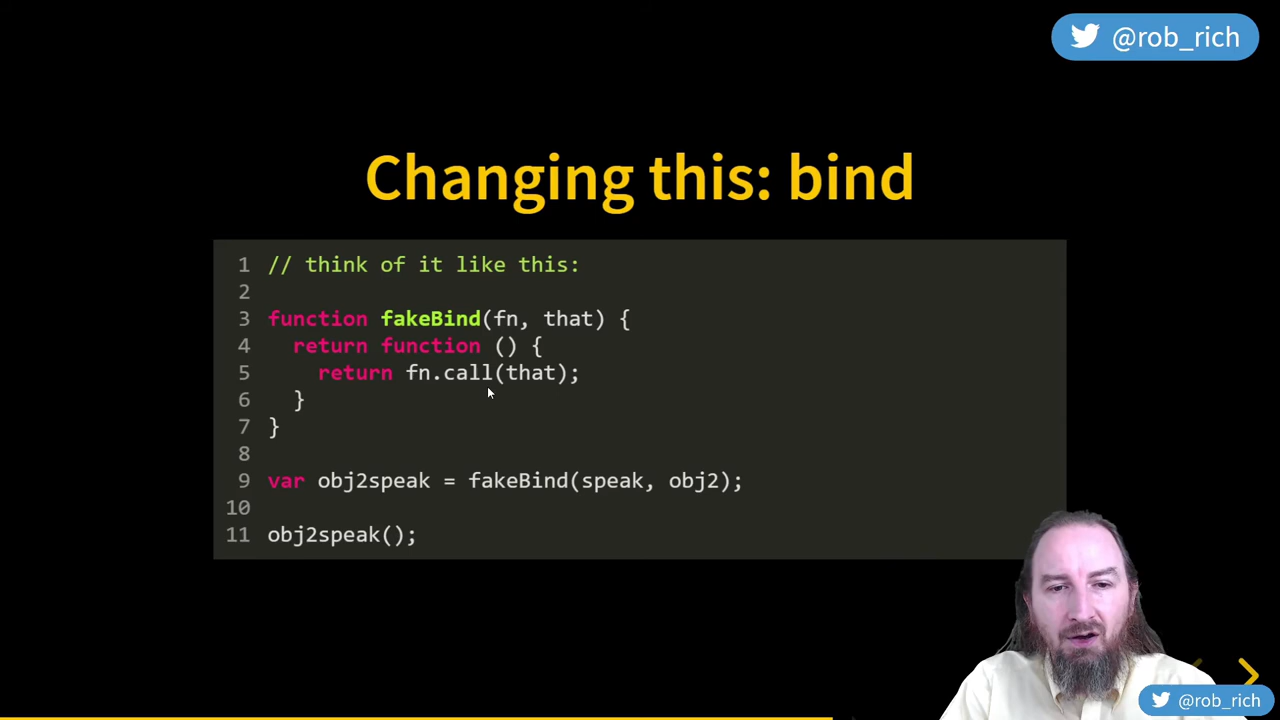 @rob_rich
Changing this: bind
1 // think of it like this:
2
3 function fakeBind(fn, that) {
4   return function () {
5     return fn.call(that);
6   }
7 }
8
9 var obj2speak = fakeBind(speak, obj2);
10
11 obj2speak();
@rob_rich